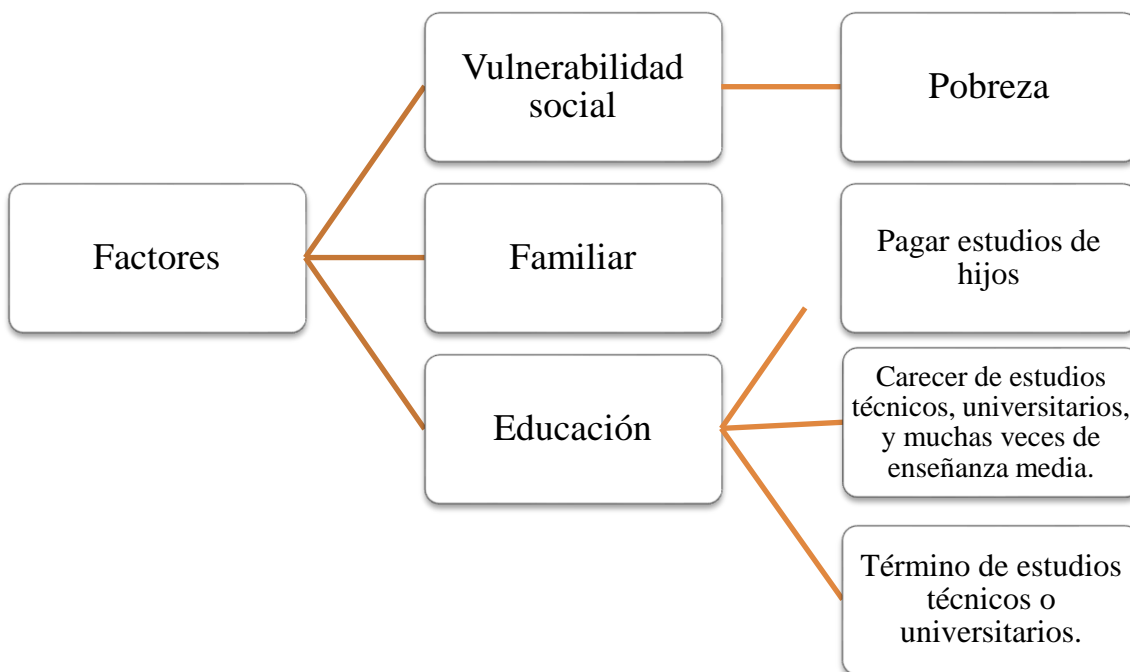 Factores
Vulnerabilidad
social
Pobreza
Familiar
Educación
Pagar estudios de
hijos
Carecer de estudios
técnicos, universitarios,
y muchas veces de
enseñanza media.
Término de estudios
técnicos o
universitarios.